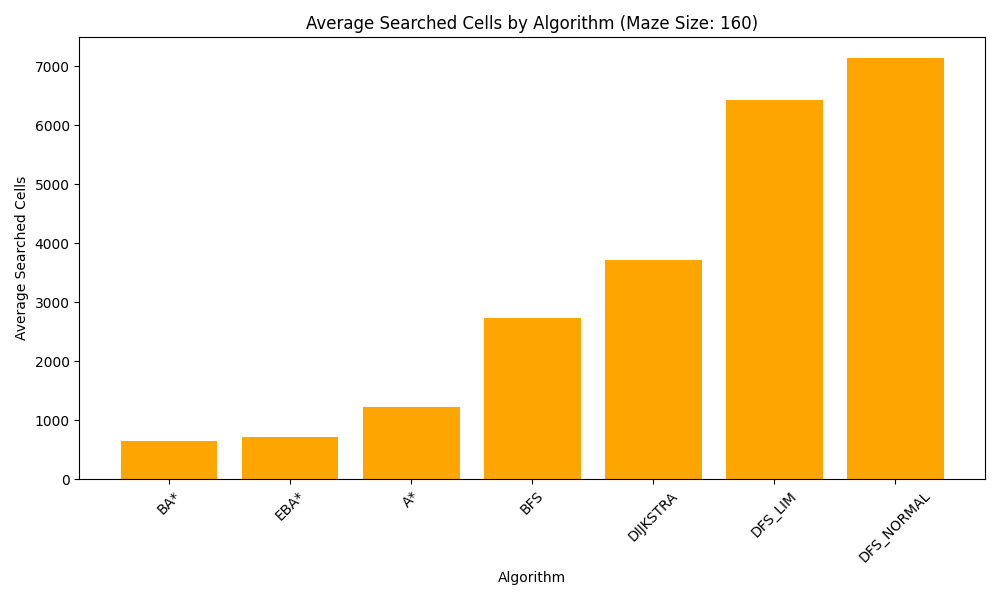 Average Searched Cells by Algorithm (Maze Size: 160)
Average Searched Cells
7000
6000
5000
4000
3000
2000
1000
0
BA*
EBA*
A*
BFS
DIJKSTRA
DFS_LIM
DFS_NORMAL
Algorithm